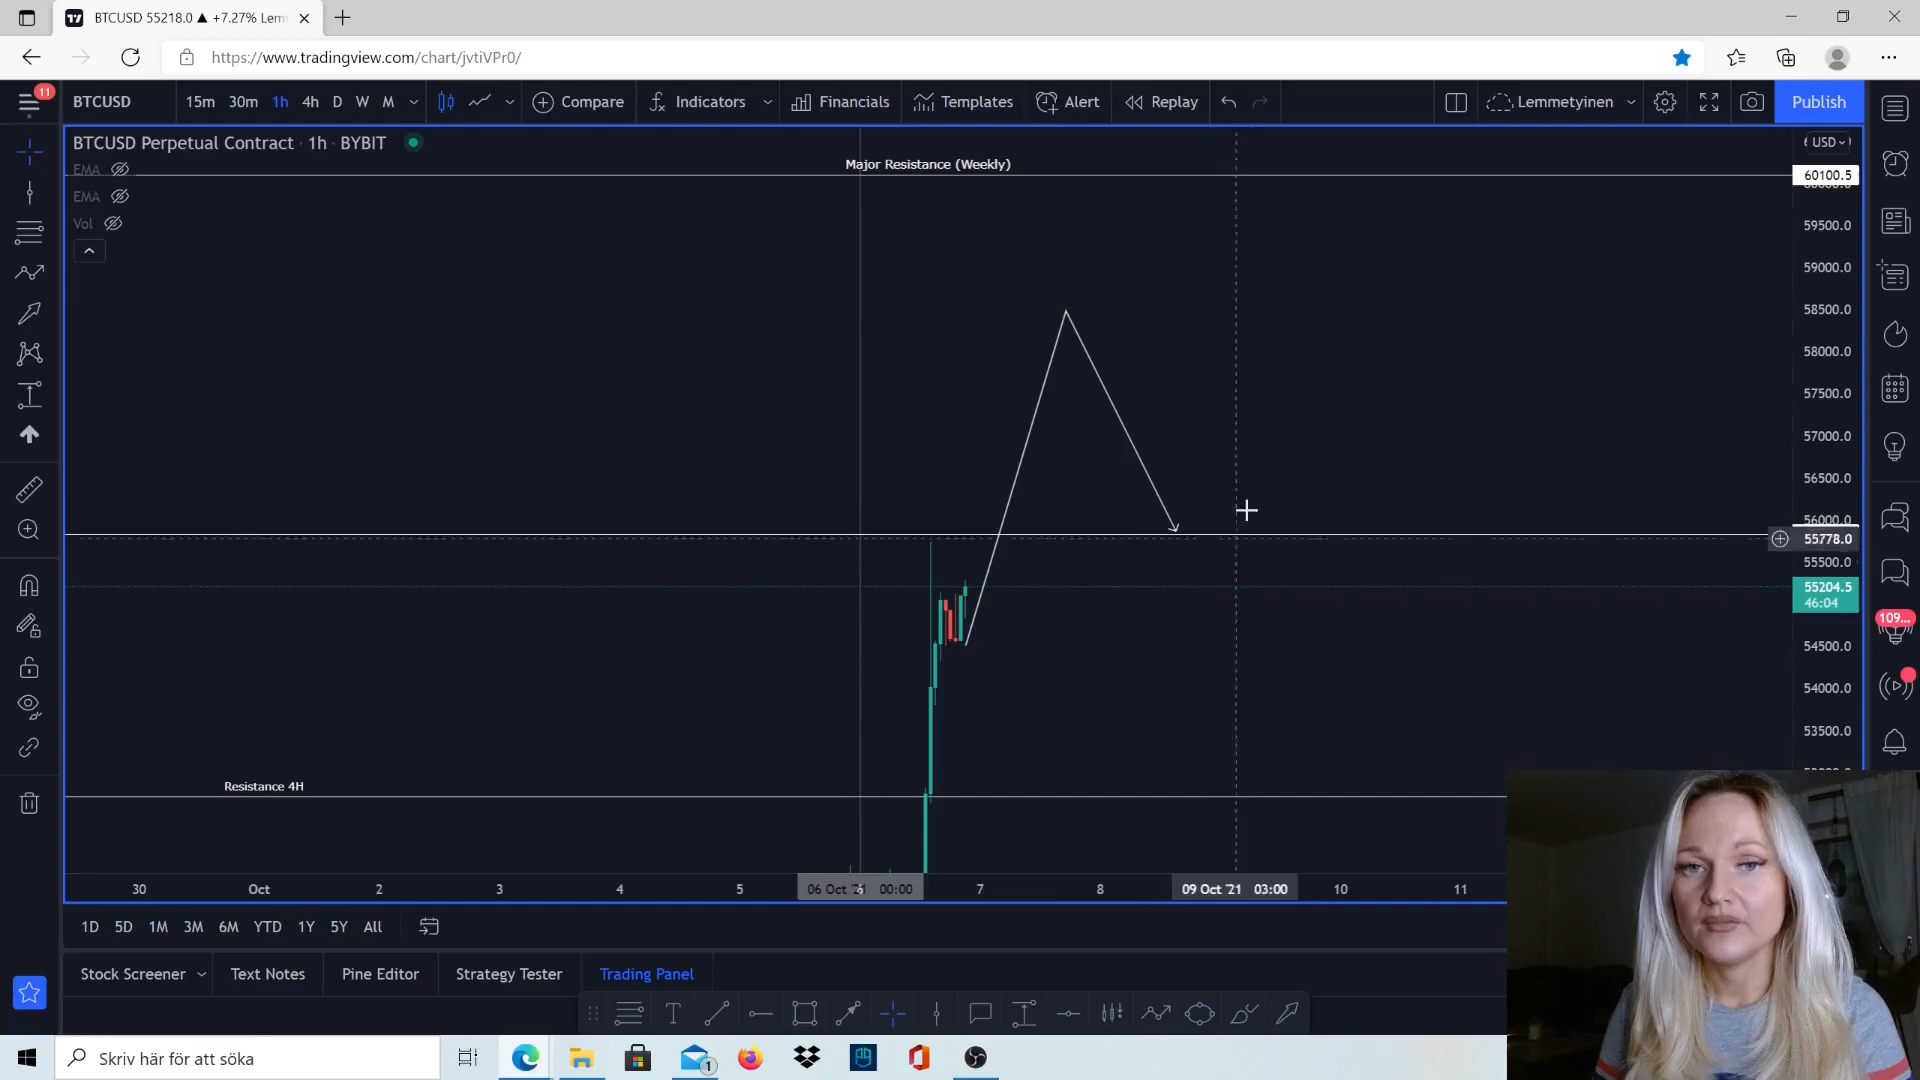 BTCUSD 55218.0 ▲ +7.27% Lem
https://www.tradingview.com/chart/jvtiVPr0/
11
BTCUSD
15m 30m 1h 4h D W M
Compare
Indicators
Financials
Templates
Alert
Replay
Lemmetyinen
Publish
BTCUSD Perpetual Contract · 1h · BYBIT
USD
EMA
EMA
Vol
Major Resistance (Weekly)
60100.5
59500.0
59000.0
58500.0
58000.0
57500.0
57000.0
56500.0
56000.0
55778.0
55500.0
55204.5
46:04
54500.0
54000.0
53500.0
109...
Resistance 4H
30 Oct 2 3 4 5 06 Oct '21 00:00 7 8 09 Oct '21 03:00 10 11
1D 5D 1M 3M 6M YTD 1Y 5Y All
Stock Screener Text Notes Pine Editor Strategy Tester Trading Panel
Skriv här för att söka
1